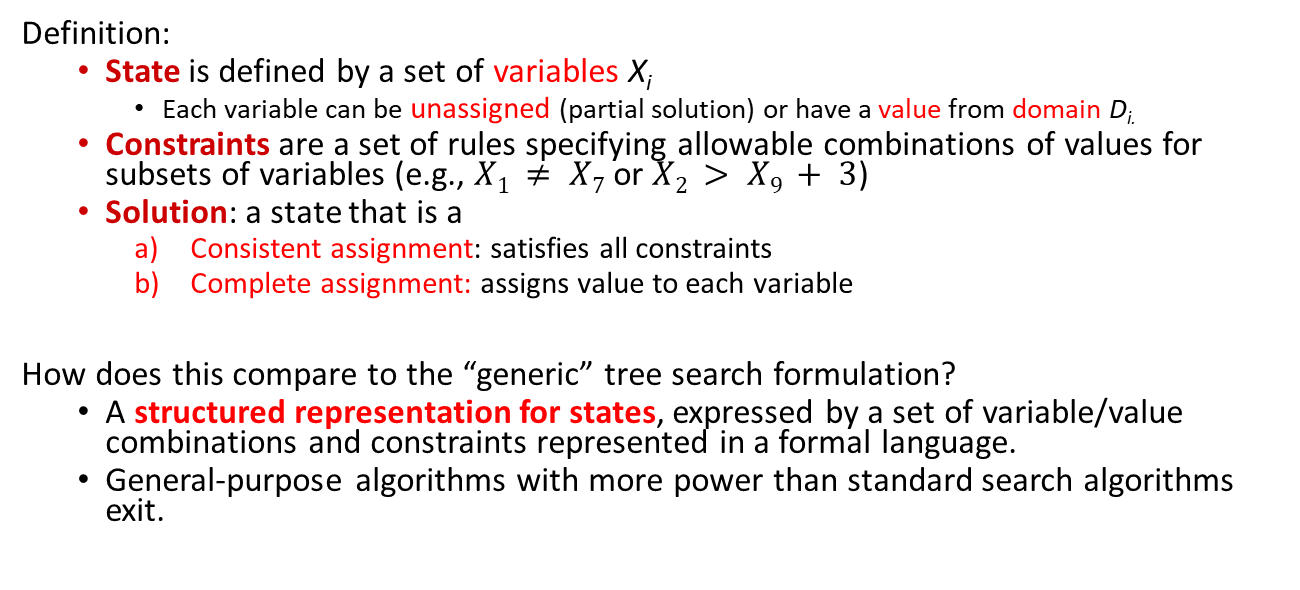 Definition:
• State is defined by a set of variables Xi
• Each variable can be unassigned (partial solution) or have a value from domain Di.
• Constraints are a set of rules specifying allowable combinations of values for
subsets of variables (e.g., X1 ≠ X7 or X2 > X9 + 3)
• Solution: a state that is a
a) Consistent assignment: satisfies all constraints
b) Complete assignment: assigns value to each variable
How does this compare to the “generic” tree search formulation?
• A structured representation for states, expressed by a set of variable/value
combinations and constraints represented in a formal language.
• General-purpose algorithms with more power than standard search algorithms
exit.